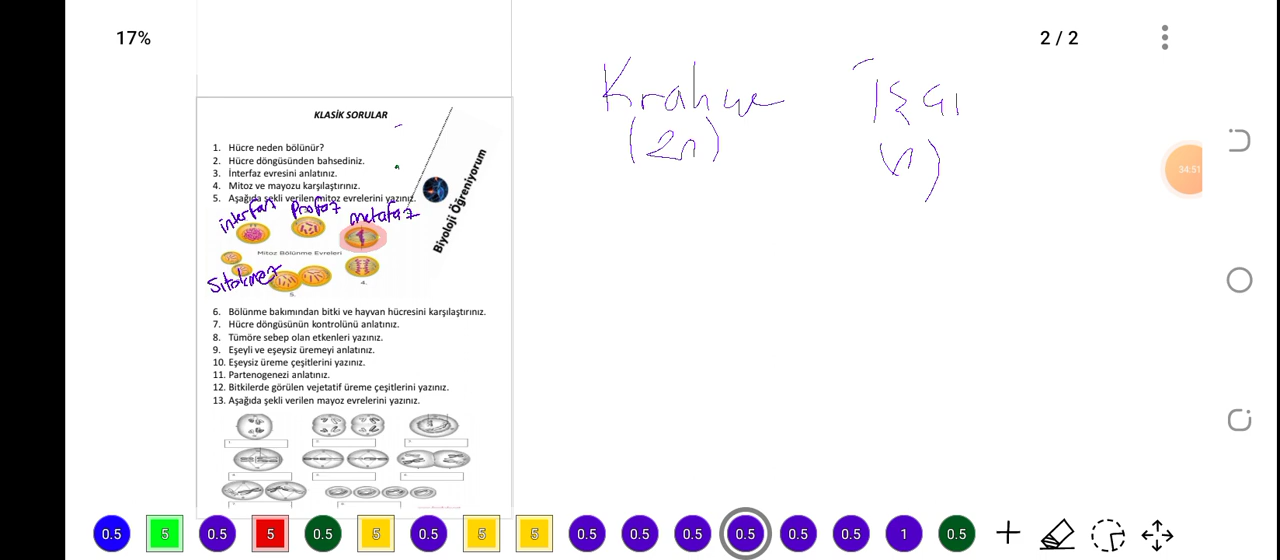 17%
2 / 2
Krahçe İşçi
(2n) n)
34:51
KLASİK SORULAR
1. Hücre neden bölünür?
2. Hücre döngüsünden bahsediniz.
3. İnterfaz evresini anlatınız.
4. Mitoz ve mayozu karşılaştırınız.
5. Aşağıda şekli verilen mitoz evrelerini yazınız.
Biyoloji Öğreniyorum
interfaz Profaz metafaz
Mitoz Bölünme Evreleri
Sitokinez
5.
4.
6. Bölünme bakımından bitki ve hayvan hücresini karşılaştırınız.
7. Hücre döngüsünün kontrolünü anlatınız.
8. Tümöre sebep olan etkenleri yazınız.
9. Eşeyli ve eşeysiz üremeyi anlatınız.
10. Eşeysiz üreme çeşitlerini yazınız.
11. Partenogenezi anlatınız.
12. Bitkilerde görülen vejetatif üreme çeşitlerini yazınız.
13. Aşağıda şekli verilen mayoz evrelerini yazınız.
0.5 5 0.5 5 0.5 5 0.5 5 5 0.5 0.5 0.5 0.5 0.5 0.5 1 0.5